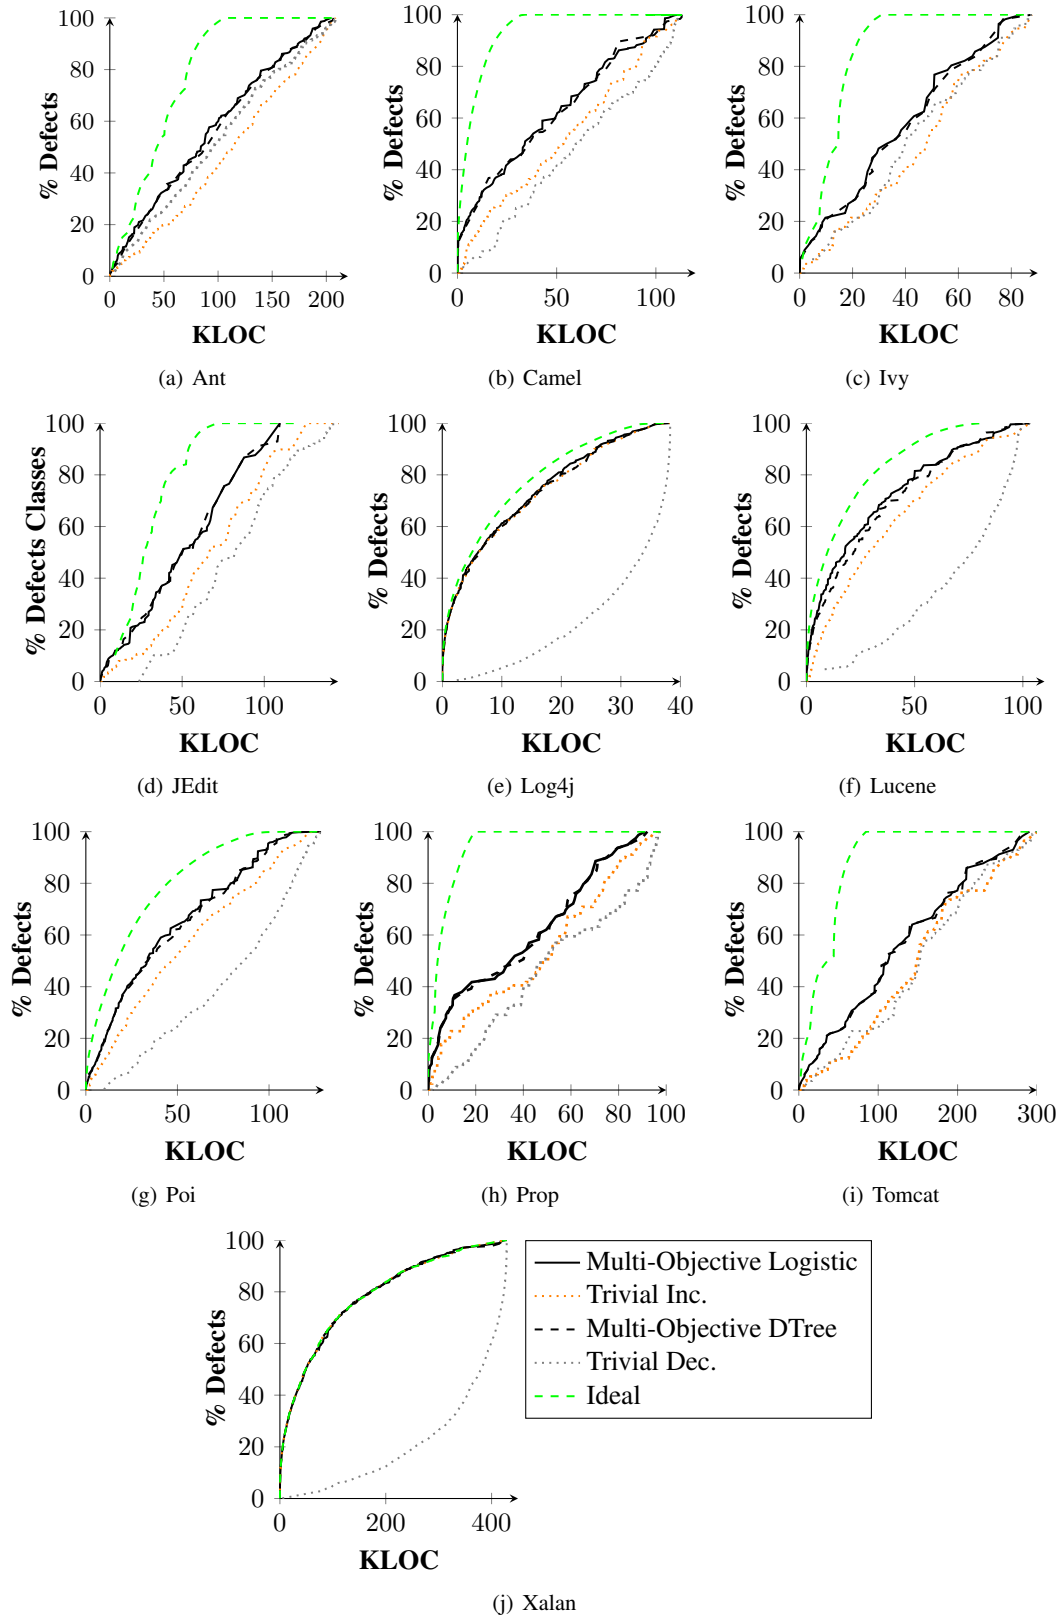 100
80
60
40
20
0
% Defects
0 50 100 150 200
KLOC
(a) Ant
100
80
60
40
20
0
% Defects
0 50 100
KLOC
(b) Camel
100
80
60
40
20
0
% Defects
0 20 40 60 80
KLOC
(c) Ivy
100
80
60
40
20
0
% Defects Classes
0 50 100
KLOC
(d) JEdit
100
80
60
40
20
0
% Defects
0 10 20 30 40
KLOC
(e) Log4j
100
80
60
40
20
0
% Defects
0 50 100
KLOC
(f) Lucene
100
80
60
40
20
0
% Defects
0 50 100
KLOC
(g) Poi
100
80
60
40
20
0
% Defects
0 20 40 60 80 100
KLOC
(h) Prop
100
80
60
40
20
0
% Defects
0 100 200 300
KLOC
(i) Tomcat
100
80
60
40
20
0
% Defects
0 200 400
KLOC
(j) Xalan
Multi-Objective Logistic
Trivial Inc.
Multi-Objective DTree
Trivial Dec.
Ideal